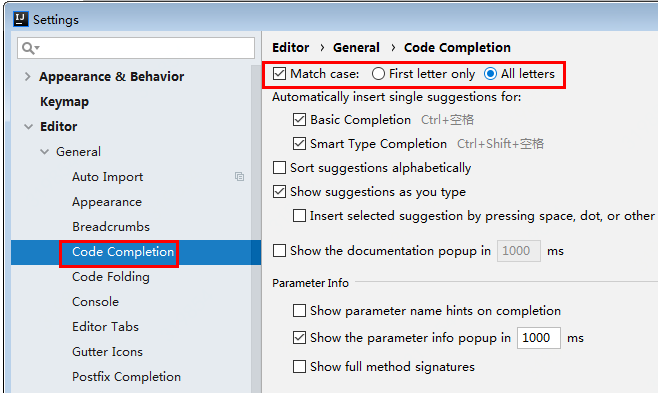 IJ Settings
Appearance & Behavior
Keymap
Editor
General
Auto Import
Appearance
Breadcrumbs
Code Completion
Code Folding
Console
Editor Tabs
Gutter Icons
Postfix Completion
Editor › General › Code Completion
Match case: First letter only All letters
Automatically insert single suggestions for:
Basic Completion Ctrl+空格
Smart Type Completion Ctrl+Shift+空格
Sort suggestions alphabetically
Show suggestions as you type
Insert selected suggestion by pressing space, dot, or other
Show the documentation popup in 1000 ms
Parameter Info
Show parameter name hints on completion
Show the parameter info popup in 1000 ms
Show full method signatures